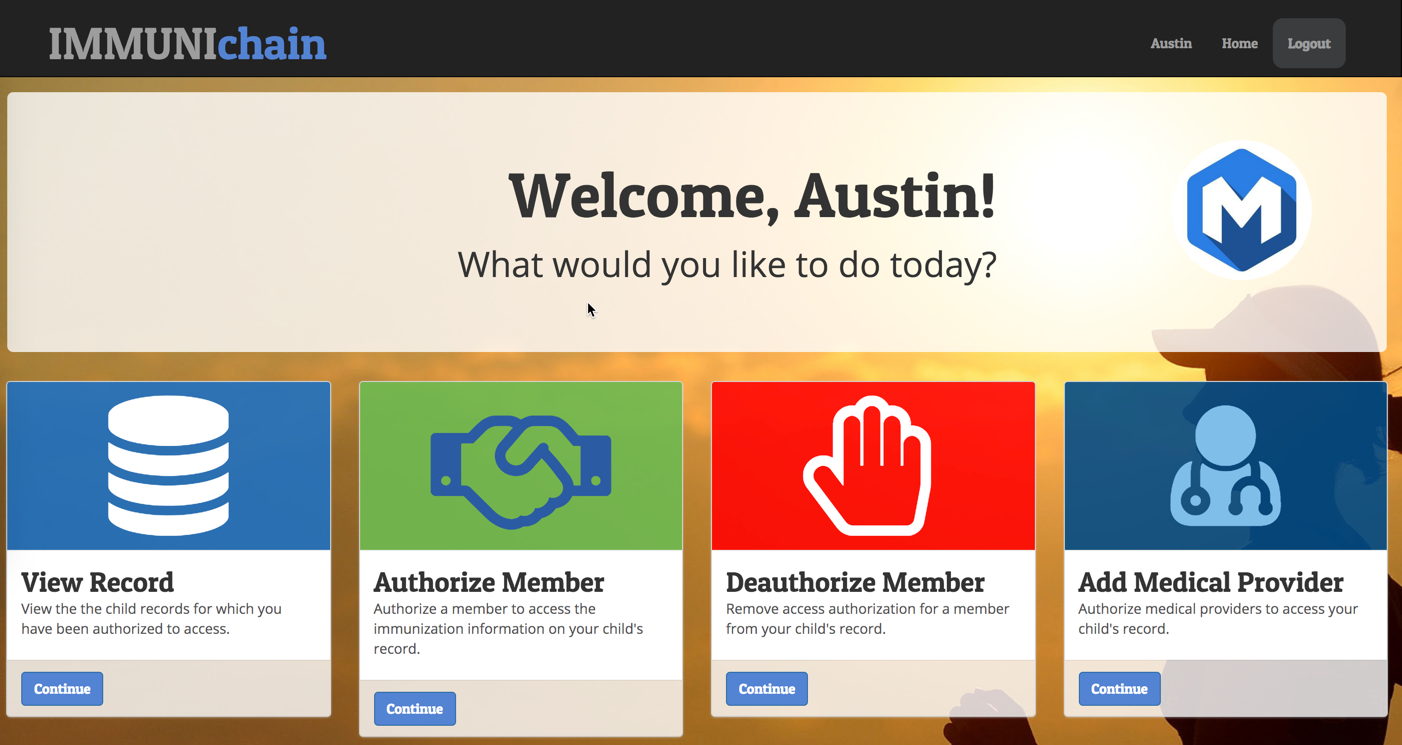 IMMUNIchain
Austin Home Logout
Welcome, Austin!
What would you like to do today?
M
View Record
View the the child records for which you
have been authorized to access.
Continue
Authorize Member
Authorize a member to access the
immunization information on your child's
record.
Continue
Deauthorize Member
Remove access authorization for a member
from your child's record.
Continue
Add Medical Provider
Authorize medical providers to access your
child's record.
Continue